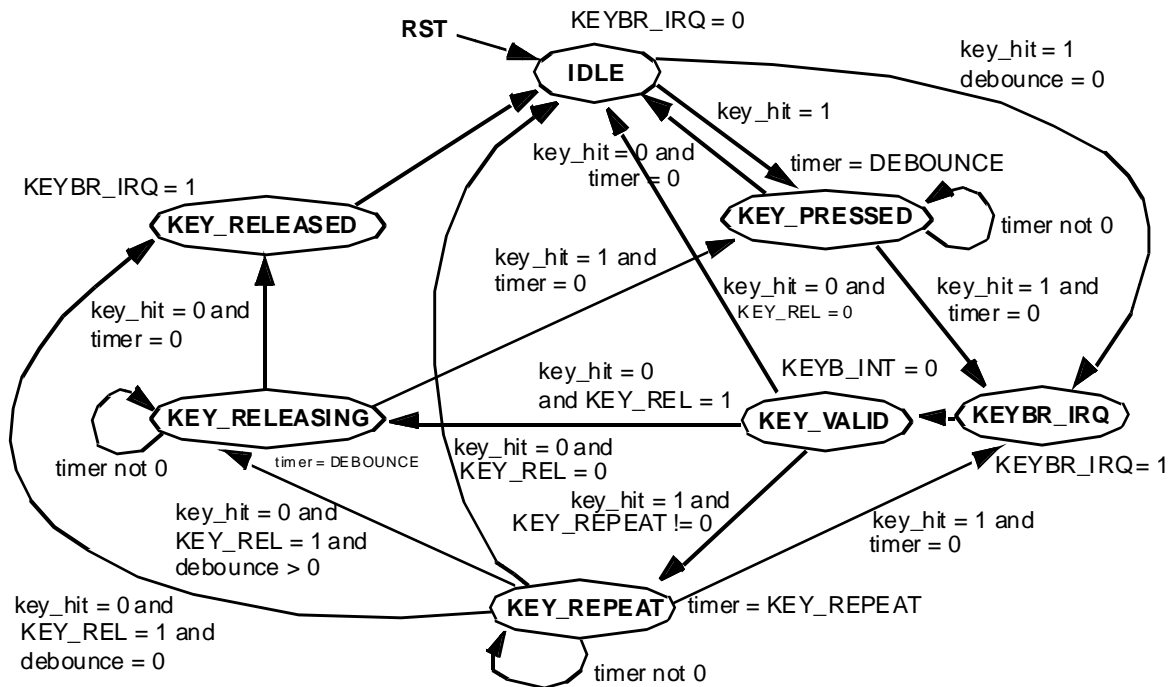 KEYBR_IRQ = 0
RST
IDLE
key_hit = 1
debounce = 0
key_hit = 1
key_hit = 0 and
timer = 0
timer = DEBOUNCE
KEYBR_IRQ = 1
KEY_RELEASED
KEY_PRESSED
timer not 0
key_hit = 1 and
timer = 0
key_hit = 0 and
KEY_REL = 0
key_hit = 1 and
timer = 0
key_hit = 0 and
timer = 0
key_hit = 0
and KEY_REL = 1
KEYB_INT = 0
KEY_RELEASING
KEY_VALID
KEYBR_IRQ
timer not 0
timer = DEBOUNCE
key_hit = 0 and
KEY_REL = 0
KEYBR_IRQ = 1
key_hit = 0 and
KEY_REL = 1 and
debounce > 0
key_hit = 1 and
KEY_REPEAT != 0
key_hit = 1 and
timer = 0
key_hit = 0 and
KEY_REL = 1 and
debounce = 0
KEY_REPEAT
timer = KEY_REPEAT
timer not 0